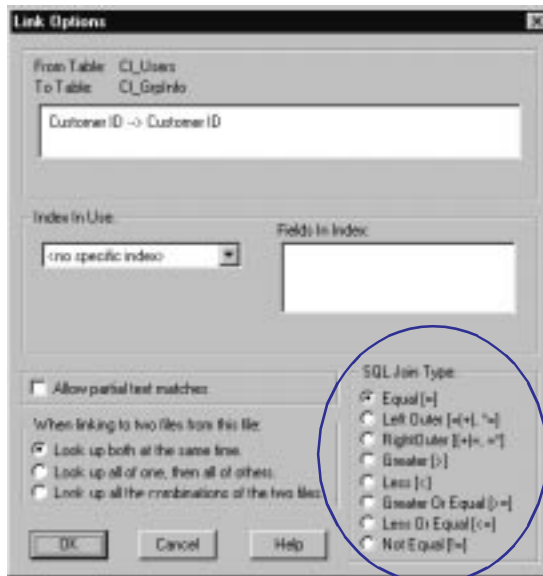 Link Options
From Table: CI_Users
To Table: CI_GrpInfo
Customer ID --> Customer ID
Index In Use:
Fields In Index:
<no specific index>
Allow partial text matches
When linking to two files from this file:
Look up both at the same time.
Look up all of one, then all of others.
Look up all the combinations of the two files
SQL Join Type:
Equal [=]
Left Outer [=(+), *=]
RightOuter [(+)=, =*]
Greater [>]
Less [<]
Greater Or Equal [>=]
Less Or Equal [<=]
Not Equal [!=]
OK
Cancel
Help